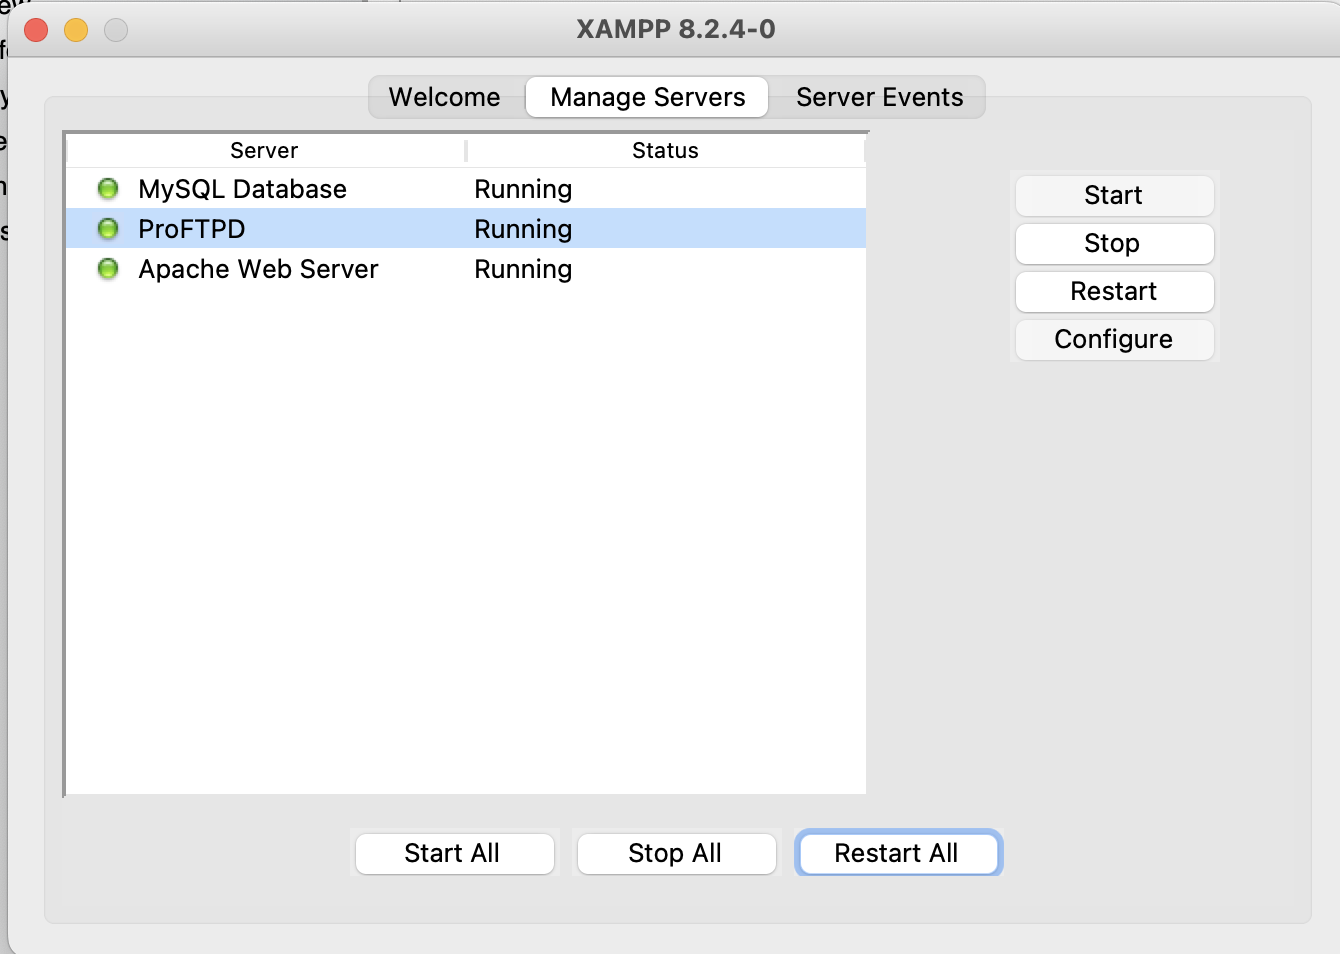 XAMPP 8.2.4-0
Welcome Manage Servers Server Events
Server Status
MySQL Database Running
ProFTPD Running
Apache Web Server Running
Start
Stop
Restart
Configure
Start All Stop All Restart All